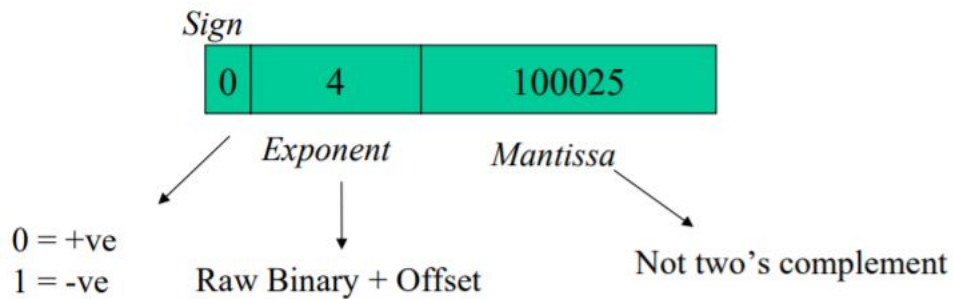 Sign
0 4 100025
Exponent Mantissa
0 = +ve
1 = -ve
Raw Binary + Offset
Not two's complement